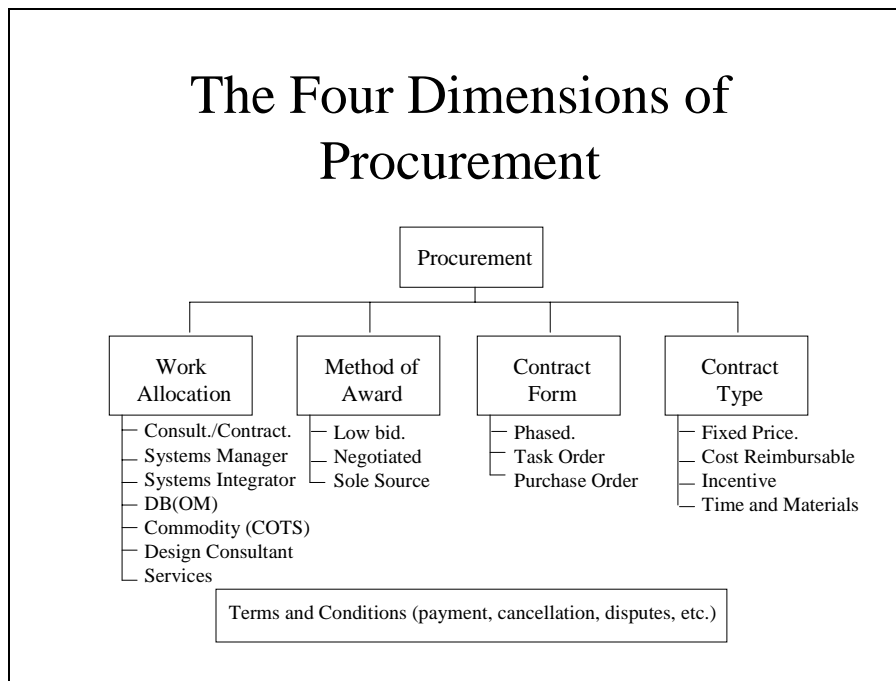 The Four Dimensions of
Procurement
Procurement
Work
Allocation
Consult./Contract.
Systems Manager
Systems Integrator
DB(OM)
Commodity (COTS)
Design Consultant
Services
Method of
Award
Low bid.
Negotiated
Sole Source
Contract
Form
Phased.
Task Order
Purchase Order
Contract
Type
Fixed Price.
Cost Reimbursable
Incentive
Time and Materials
Terms and Conditions (payment, cancellation, disputes, etc.)